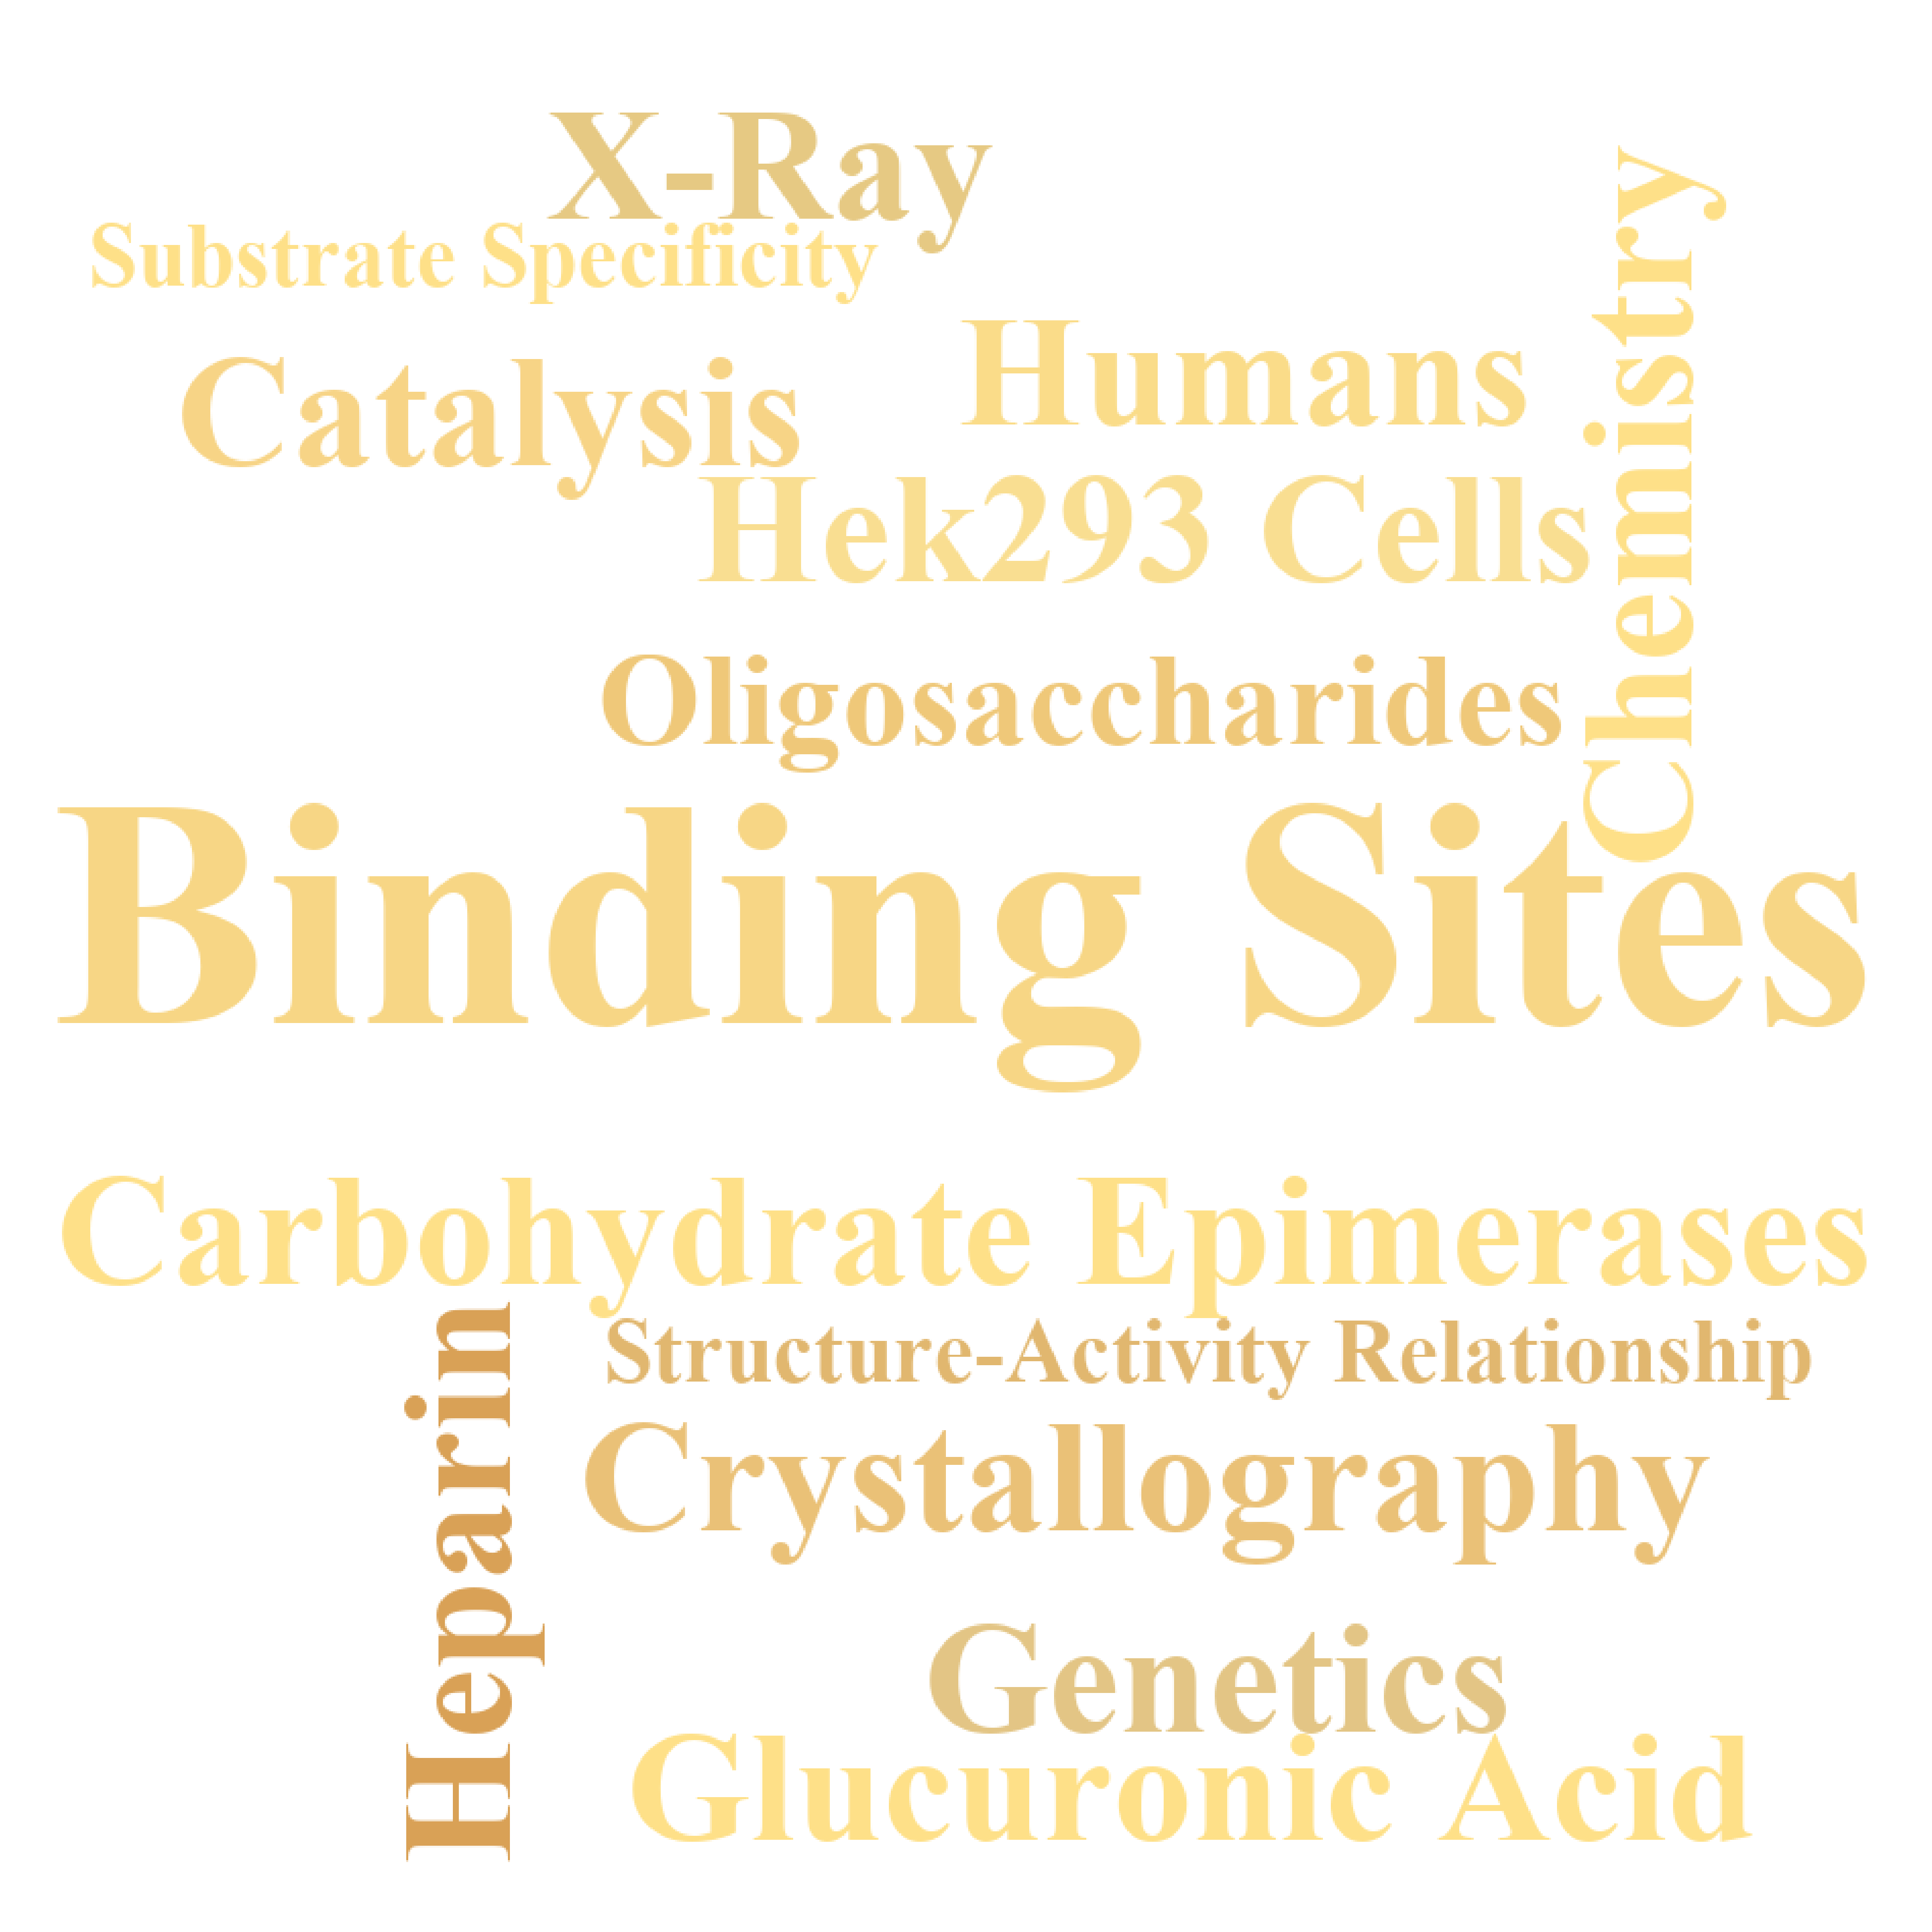 X-Ray
Substrate Specificity
Humans
Chemistry
Catalysis
Hek293 Cells
Oligosaccharides
Binding Sites
Carbohydrate Epimerases
Heparin
Structure-Activity Relationship
Crystallography
Genetics
Glucuronic Acid